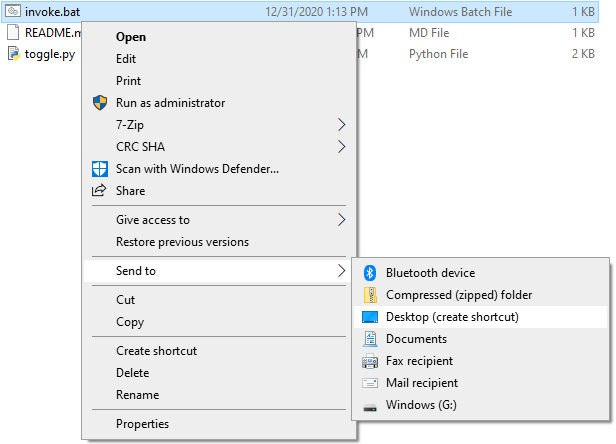 invoke.bat 12/31/2020 1:13 PM Windows Batch File 1 KB
README.m PM MD File 1 KB
toggle.py PM Python File 2 KB
Open
Edit
Print
Run as administrator
7-Zip
CRC SHA
Scan with Windows Defender...
Share
Give access to
Restore previous versions
Send to
Cut
Copy
Create shortcut
Delete
Rename
Properties
Bluetooth device
Compressed (zipped) folder
Desktop (create shortcut)
Documents
Fax recipient
Mail recipient
Windows (G:)